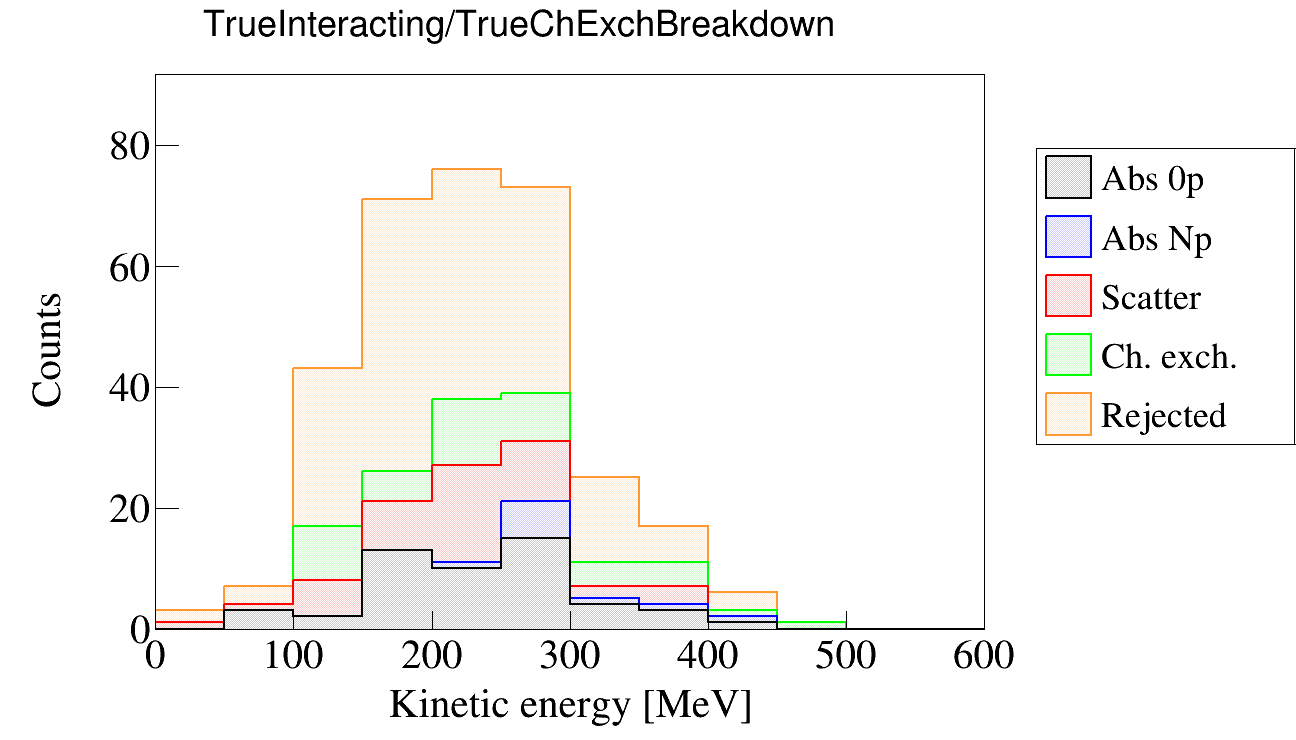 TrueInteracting/TrueChExchBreakdown
Counts
80
60
40
20
0
0 100 200 300 400 500 600
Kinetic energy [MeV]
Abs 0p
Abs Np
Scatter
Ch. exch.
Rejected